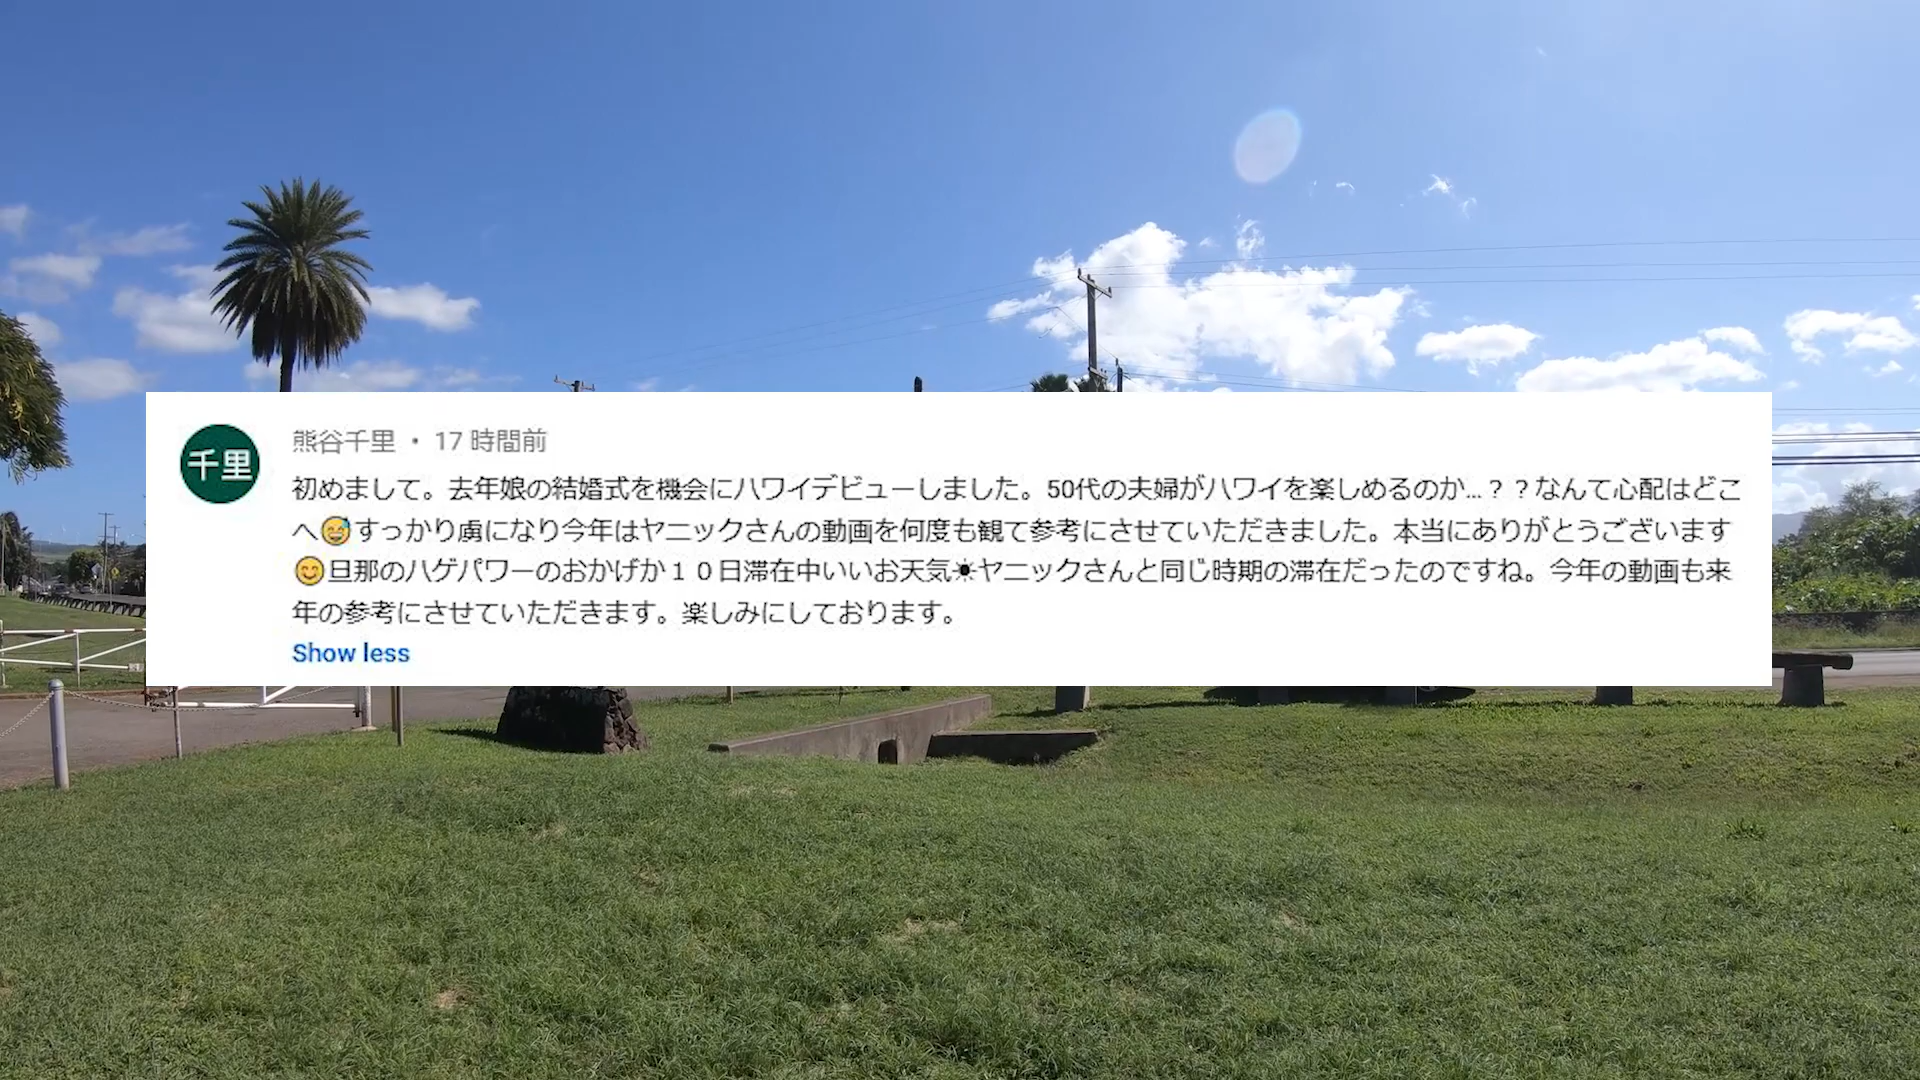 千里
熊谷千里 • 17 時間前
初めまして。去年娘の結婚式を機会にハワイデビューしました。50代の夫婦がハワイを楽しめるのか...？？なんて心配はどこ
へ😅すっかり虜になり今年はヤニックさんの動画を何度も観て参考にさせていただきました。本当にありがとうございます
😊旦那のハゲパワーのおかげか１０日滞在中いいお天気☀ヤニックさんと同じ時期の滞在だったのですね。今年の動画も来
年の参考にさせていただきます。楽しみにしております。
Show less